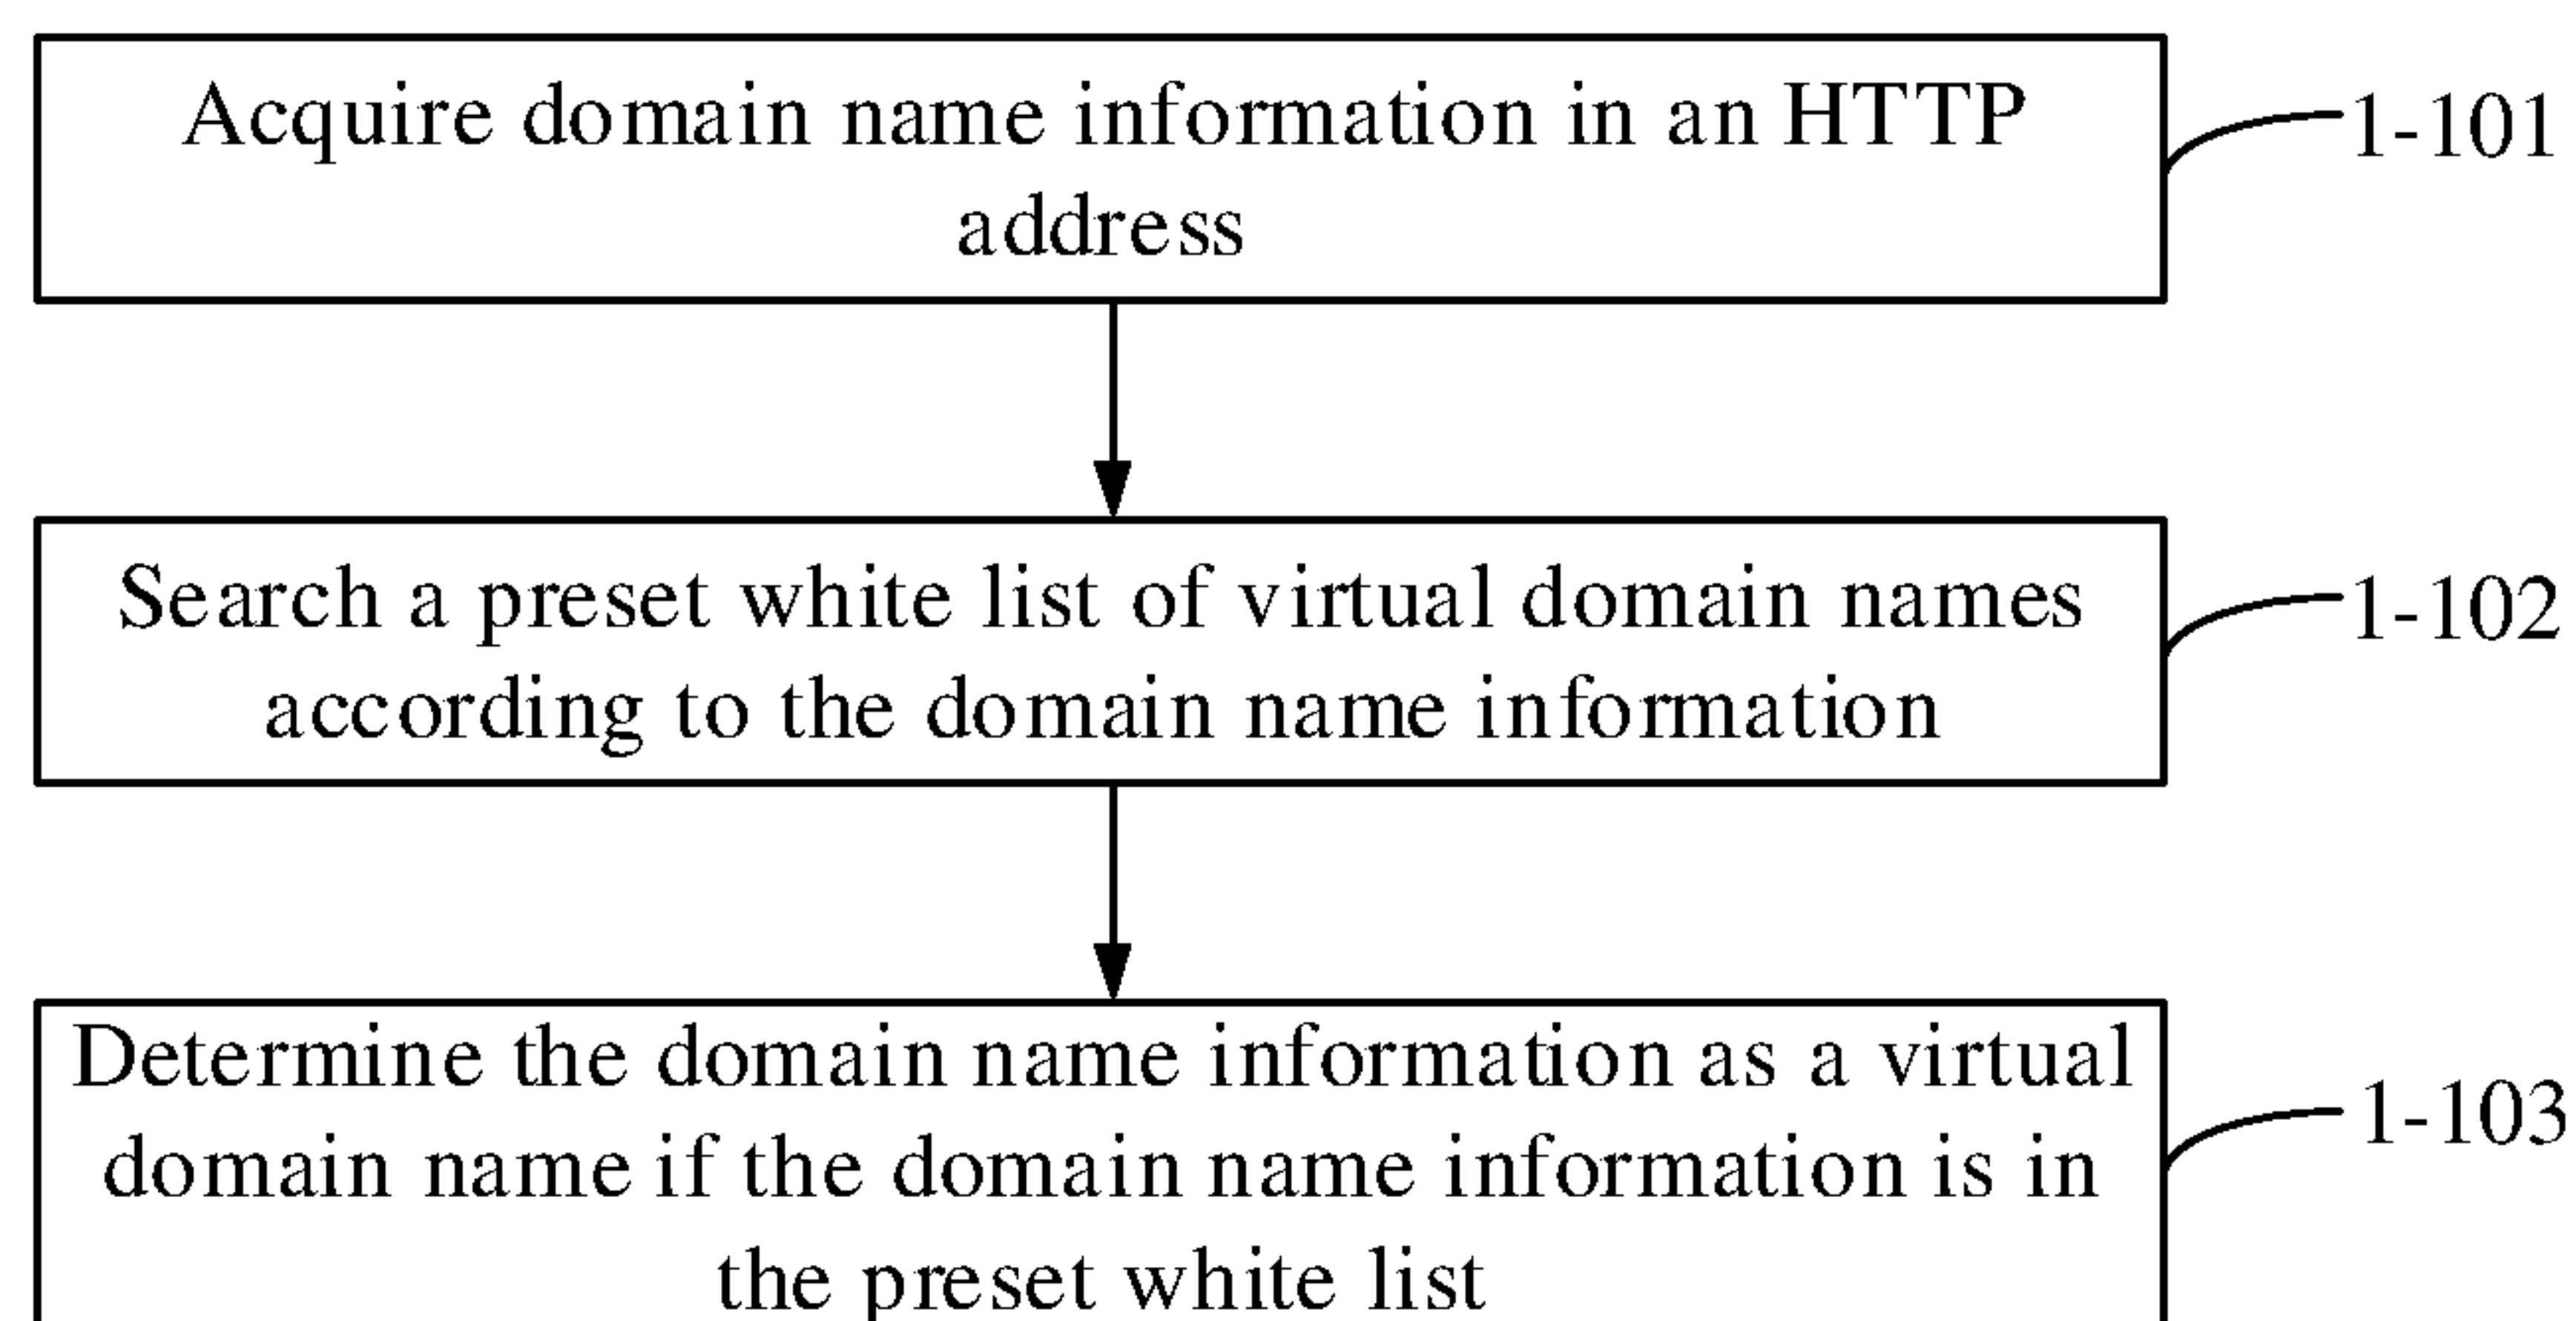 Acquire domain name information in an HTTP
address
1-101
Search a preset white list of virtual domain names
according to the domain name information
1-102
Determine the domain name information as a virtual
domain name if the domain name information is in
the preset white list
1-103